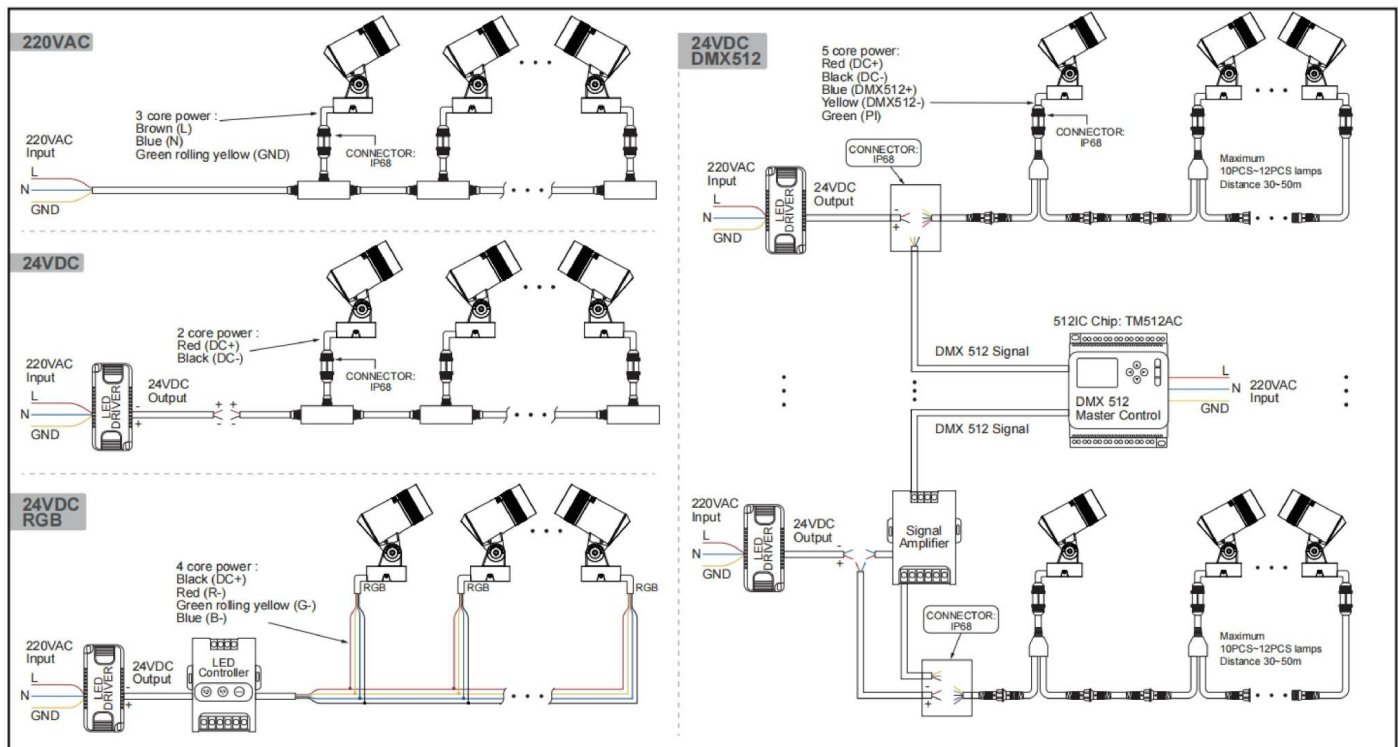 220VAC
3 core power :
Brown (L)
Blue (N)
Green rolling yellow (GND)
CONNECTOR:
IP68
220VAC
Input
L
N
GND
24VDC
2 core power :
Red (DC+)
Black (DC-)
CONNECTOR:
IP68
220VAC
Input
L
N
GND
LED
DRIVER
-
+
24VDC
Output
+ +
- -
24VDC
RGB
4 core power :
Black (DC+)
Red (R-)
Green rolling yellow (G-)
Blue (B-)
RGB
RGB
RGB
220VAC
Input
L
N
GND
LED
DRIVER
-
+
24VDC
Output
LED
Controller
24VDC
DMX512
5 core power:
Red (DC+)
Black (DC-)
Blue (DMX512+)
Yellow (DMX512-)
Green (PI)
CONNECTOR:
IP68
CONNECTOR:
IP68
Maximum
10PCS~12PCS lamps
Distance 30~50m
220VAC
Input
L
N
GND
LED
DRIVER
24VDC
Output
-
+
512IC Chip: TM512AC
DMX 512 Signal
DMX 512
Master Control
L
N
GND
220VAC
Input
DMX 512 Signal
220VAC
Input
L
N
GND
LED
DRIVER
24VDC
Output
-
+
Signal
Amplifier
CONNECTOR:
IP68
-
+
Maximum
10PCS~12PCS lamps
Distance 30~50m